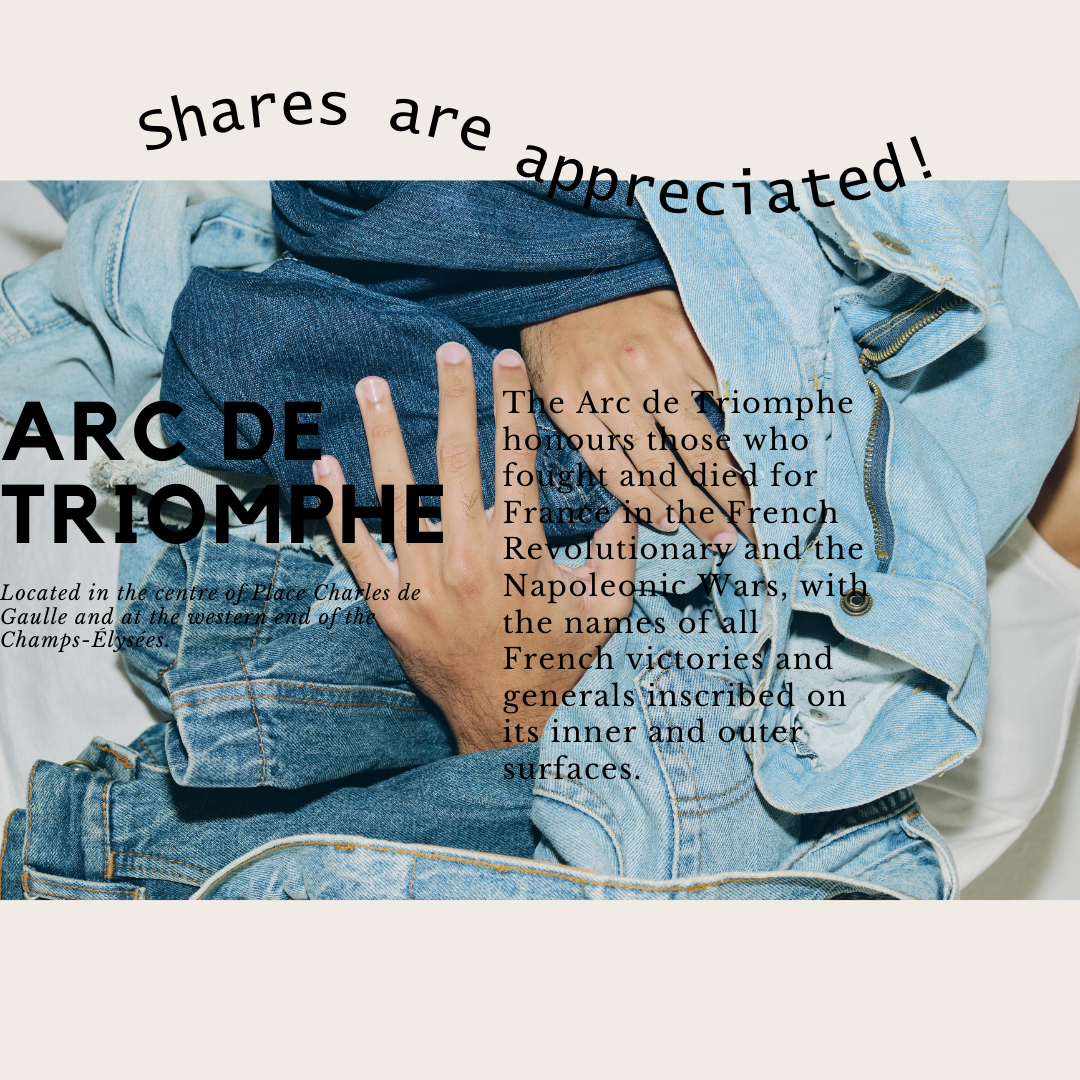 Shares are appreciated!
ARC DE
TRIOMPHE
Located in the centre of Place Charles de
Gaulle and at the western end of the
Champs-Élysées.
The Arc de Triomphe
honours those who
fought and died for
France in the French
Revolutionary and the
Napoleonic Wars, with
the names of all
French victories and
generals inscribed on
its inner and outer
surfaces.